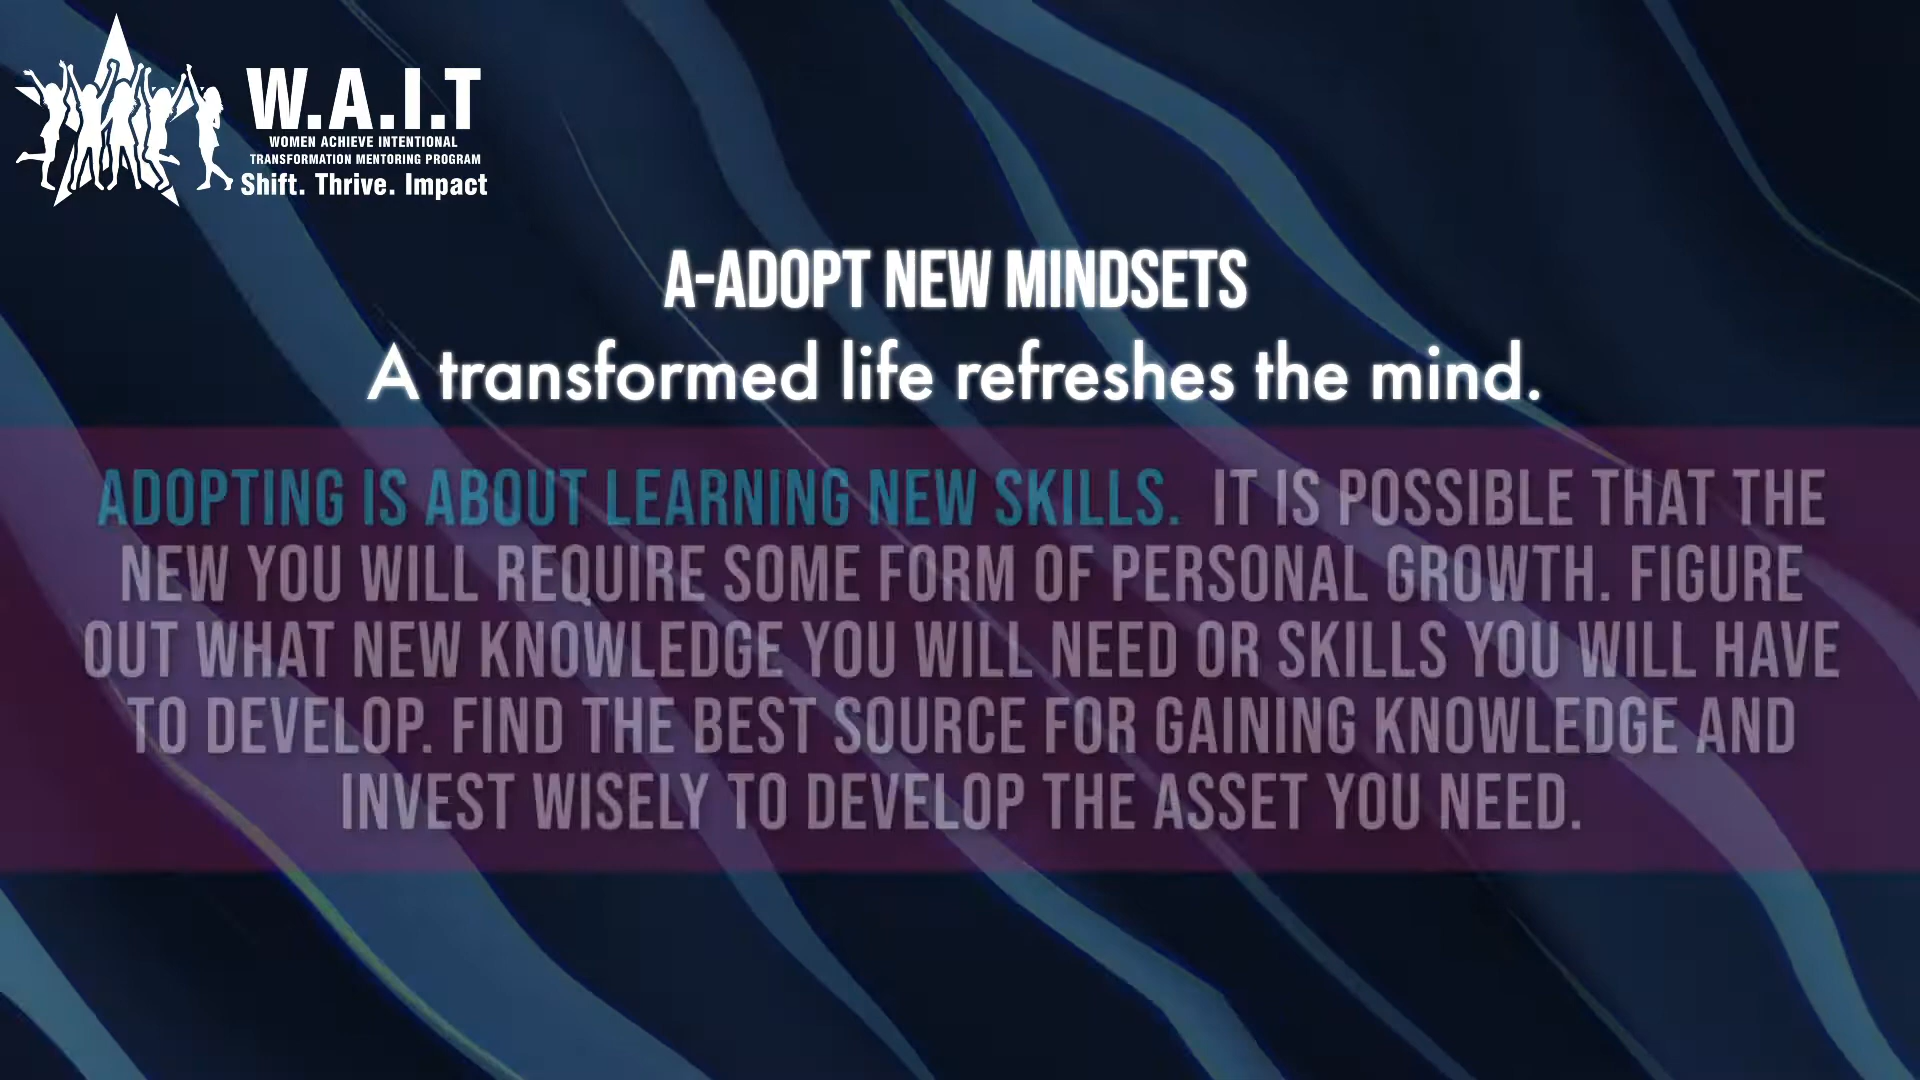 W.A.I.T
WOMEN ACHIEVE INTENTIONAL
TRANSFORMATION MENTORING PROGRAM
Shift. Thrive. Impact
A-ADOPT NEW MINDSETS
A transformed life refreshes the mind.
ADOPTING IS ABOUT LEARNING NEW SKILLS. IT IS POSSIBLE THAT THE
NEW YOU WILL REQUIRE SOME FORM OF PERSONAL GROWTH. FIGURE
OUT WHAT NEW KNOWLEDGE YOU WILL NEED OR SKILLS YOU WILL HAVE
TO DEVELOP. FIND THE BEST SOURCE FOR GAINING KNOWLEDGE AND
INVEST WISELY TO DEVELOP THE ASSET YOU NEED.